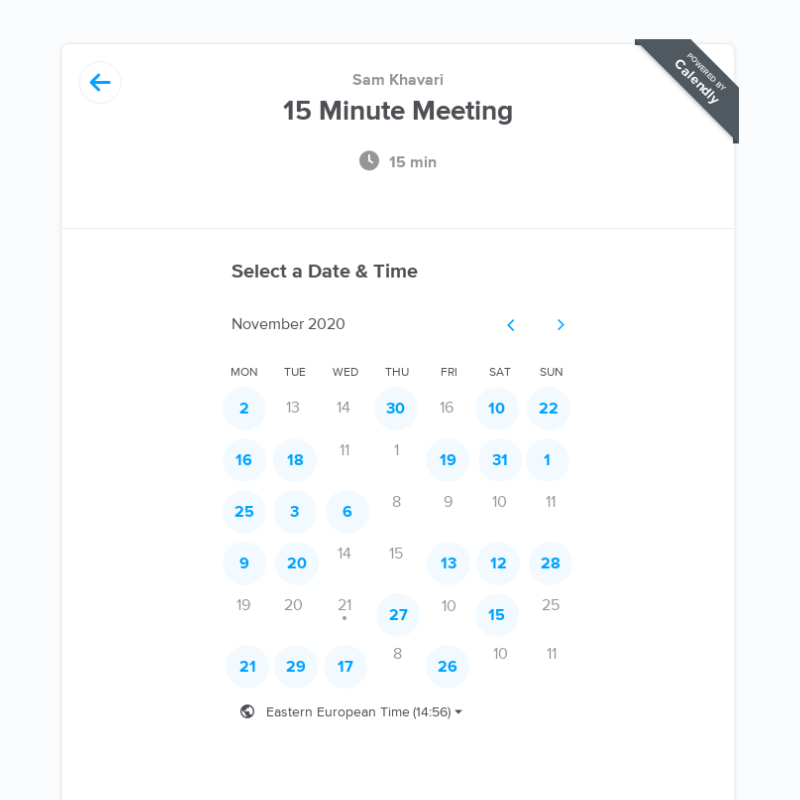 Sam Khavari
15 Minute Meeting
15 min
POWERED BY
Calendly
Select a Date & Time
November 2020
MON TUE WED THU FRI SAT SUN
2 13 14 30 16 10 22
16 18 11 1 19 31 1
25 3 6 8 9 10 11
9 20 14 15 13 12 28
19 20 21 27 10 15 25
21 29 17 8 26 10 11
Eastern European Time (14:56)